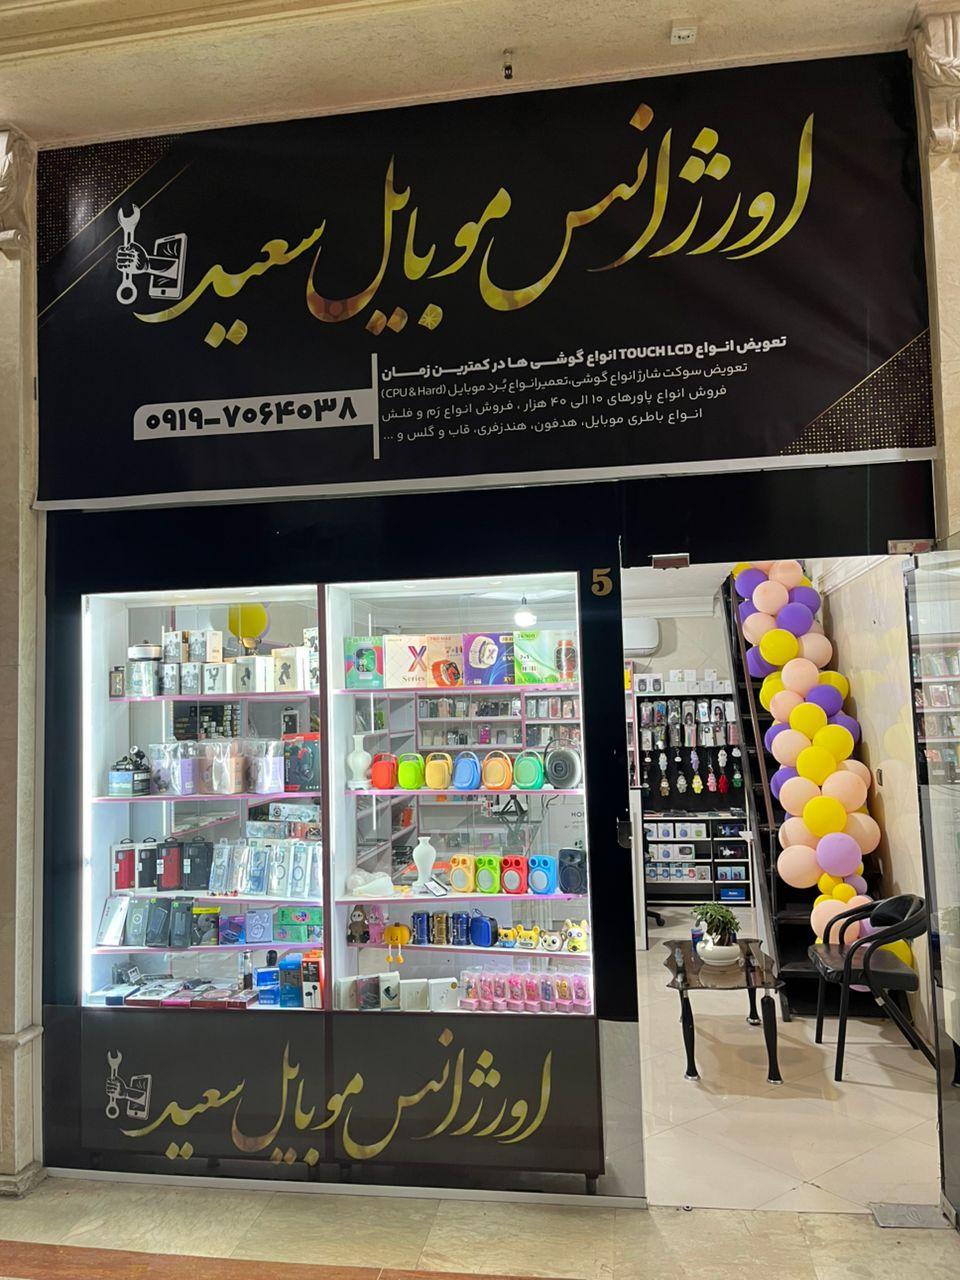 اورژانس موبایل سعید
تعویض انواع TOUCH LCD انواع گوشی ها در کمترین زمان
تعویض سوکت شارژ انواع گوشی،تعمیرانواع بُرد موبایل (CPU & Hard)
فروش انواع پاورهای ۱۰ الی ۴۰ هزار ، فروش انواع رَم و فلش
انواع باطری موبایل، هدفون، هندزفری، قاب و گلس و ...
۰۹۱۹-۷۰۶۴۰۳۸
5
X
Series
اورژانس موبایل سعید